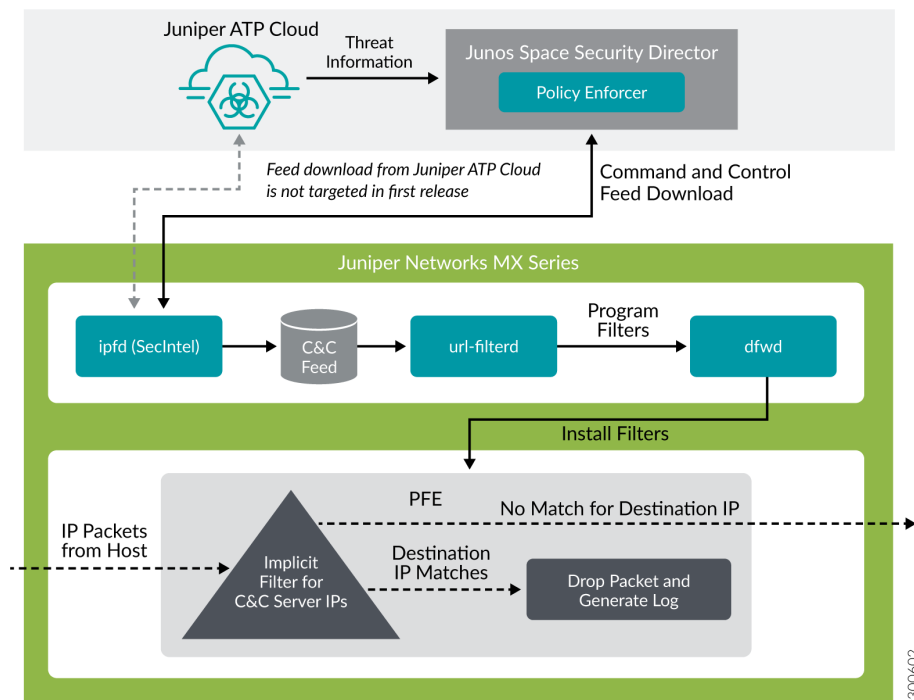 Juniper ATP Cloud
Threat
Information
Junos Space Security Director
Policy Enforcer
Feed download from Juniper ATP Cloud
is not targeted in first release
Command and Control
Feed Download
Juniper Networks MX Series
ipfd (SecIntel)
C&C
Feed
url-filterd
Program
Filters
dfwd
Install Filters
PFE
No Match for Destination IP
IP Packets
from Host
Implicit
Filter for
C&C Server IPs
Destination
IP Matches
Drop Packet and
Generate Log